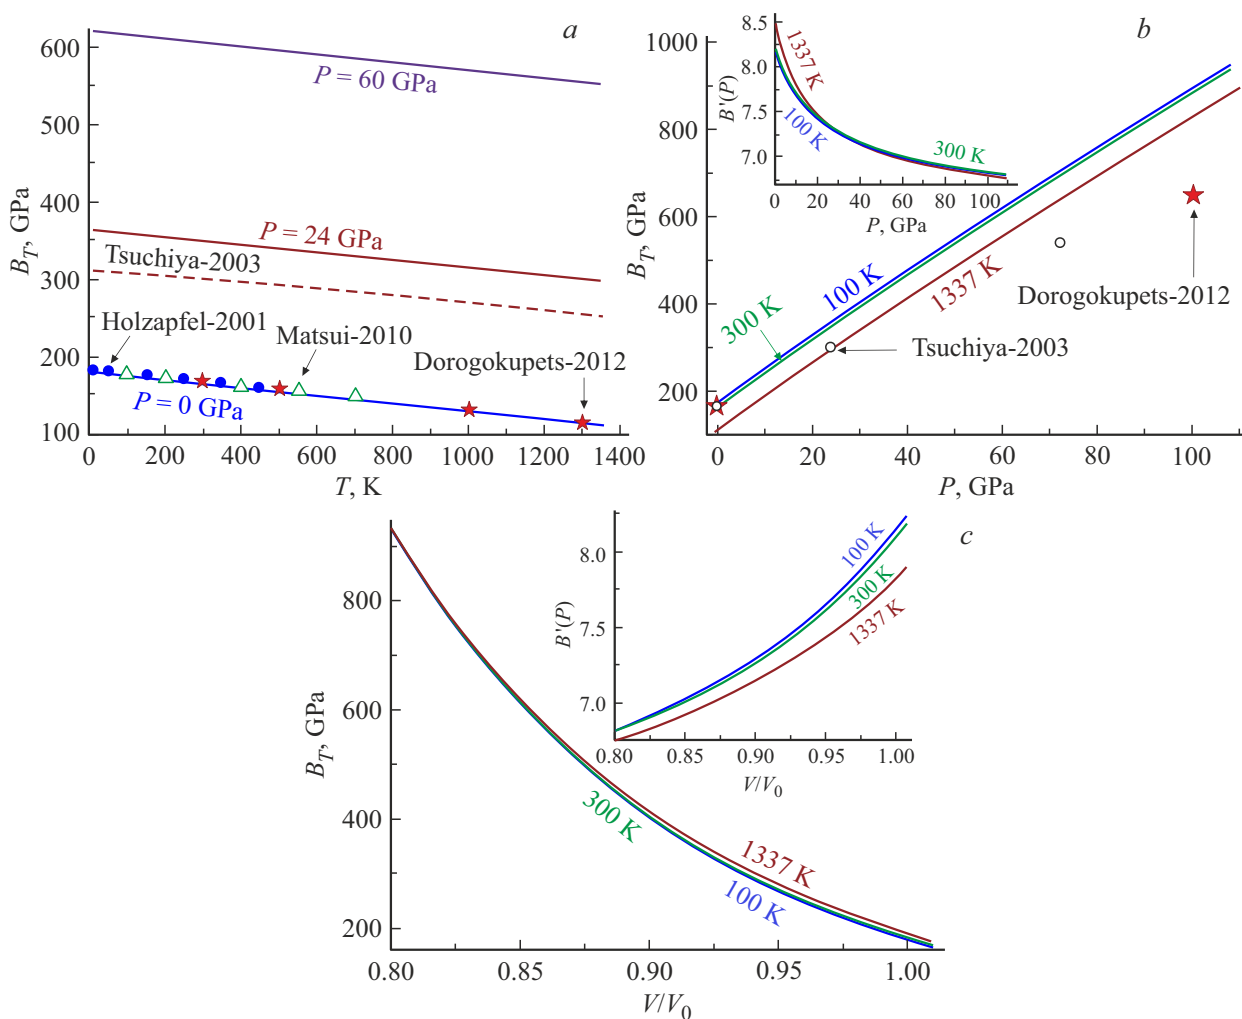 a
600
500
400
300
200
100
B_T, GPa
P = 60 GPa
P = 24 GPa
Tsuchiya-2003
Holzapfel-2001
Matsui-2010
Dorogokupets-2012
P = 0 GPa
0 200 400 600 800 1000 1200 1400
T, K
b
1000
800
600
400
200
B_T, GPa
8.5
8.0
7.5
7.0
B'(P)
1337 K
100 K
300 K
0 20 40 60 80 100
P, GPa
300 K
100 K
1337 K
Dorogokupets-2012
Tsuchiya-2003
0 20 40 60 80 100
P, GPa
c
800
600
400
200
B_T, GPa
8.0
7.5
7.0
B'(P)
100 K
300 K
1337 K
0.80 0.85 0.90 0.95 1.00
V/V_0
300 K
1337 K
100 K
0.80 0.85 0.90 0.95 1.00
V/V_0